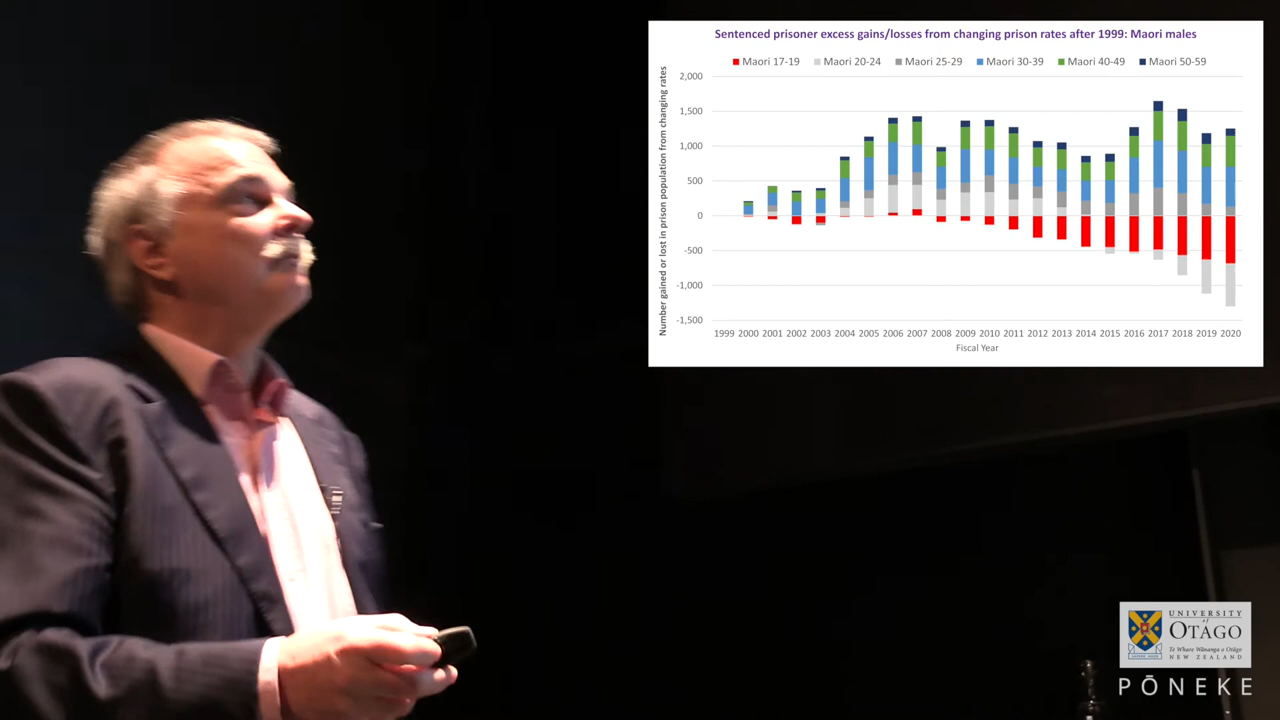 Sentenced prisoner excess gains/losses from changing prison rates after 1999: Maori males
Maori 17-19 Maori 20-24 Maori 25-29 Maori 30-39 Maori 40-49 Maori 50-59
Number gained or lost in prison population from changing rates
2,000
1,500
1,000
500
0
-500
-1,000
-1,500
1999 2000 2001 2002 2003 2004 2005 2006 2007 2008 2009 2010 2011 2012 2013 2014 2015 2016 2017 2018 2019 2020
Fiscal Year
UNIVERSITY
of
OTAGO
Te Whare Wānanga o Otāgo
NEW ZEALAND
PŌNEKE